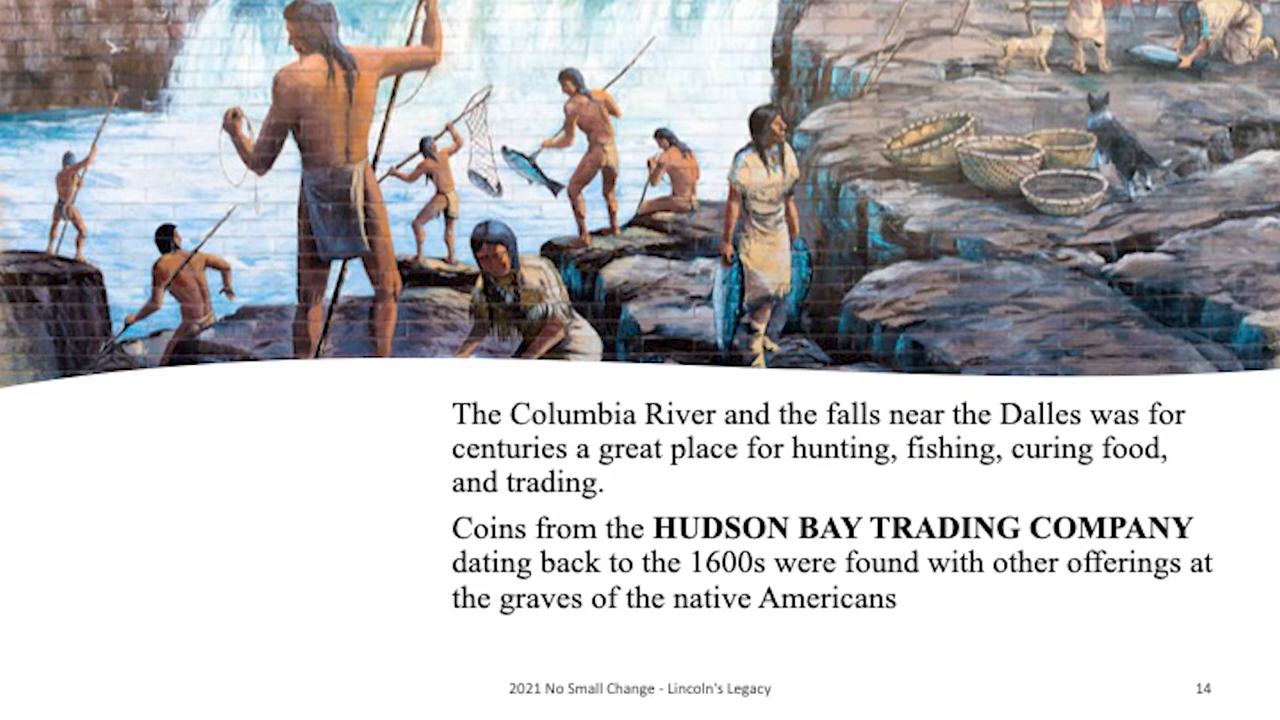 The Columbia River and the falls near the Dalles was for
centuries a great place for hunting, fishing, curing food,
and trading.
Coins from the HUDSON BAY TRADING COMPANY
dating back to the 1600s were found with other offerings at
the graves of the native Americans
2021 No Small Change - Lincoln's Legacy
14